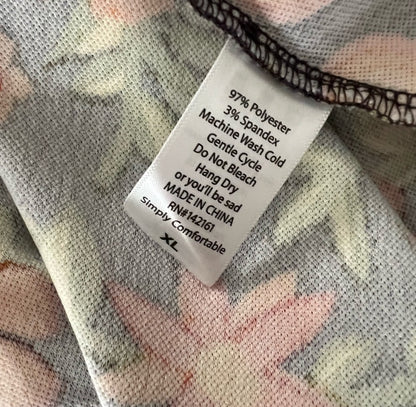 97% Polyester
3% Spandex
Machine Wash Cold
Gentle Cycle
Do Not Bleach
Hang Dry
or you'll be sad
MADE IN CHINA
RN#142161
Simply Comfortable
XL